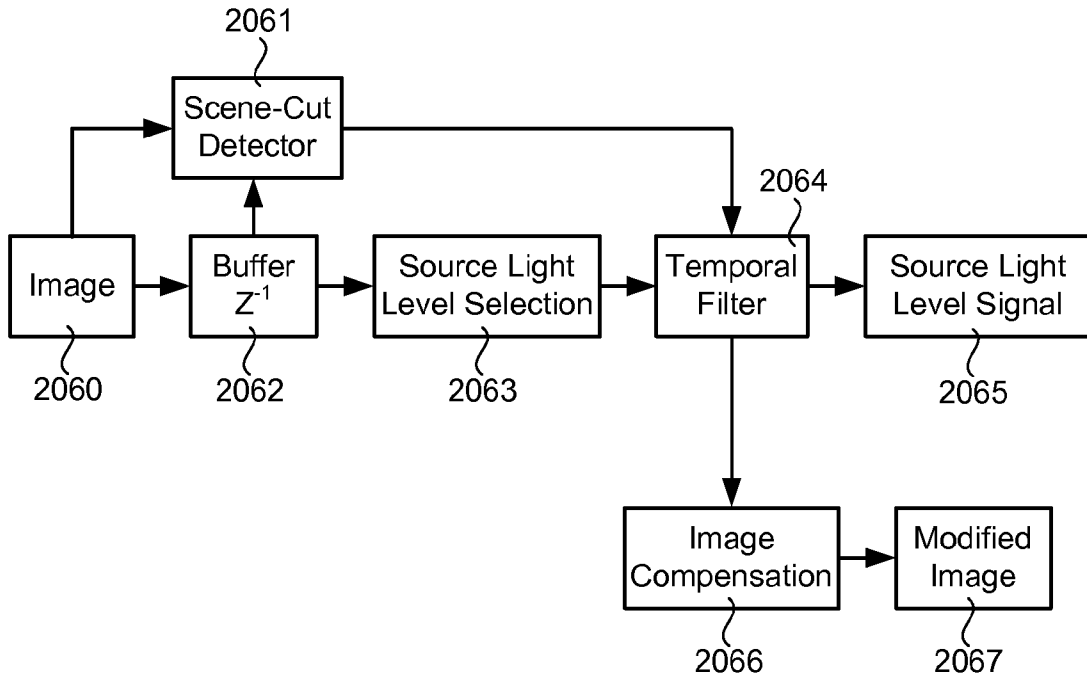 2061
Scene-Cut
Detector
2064
Image
Buffer
Z-1
Source Light
Level Selection
Temporal
Filter
Source Light
Level Signal
2060
2062
2063
2065
Image
Compensation
Modified
Image
2066
2067